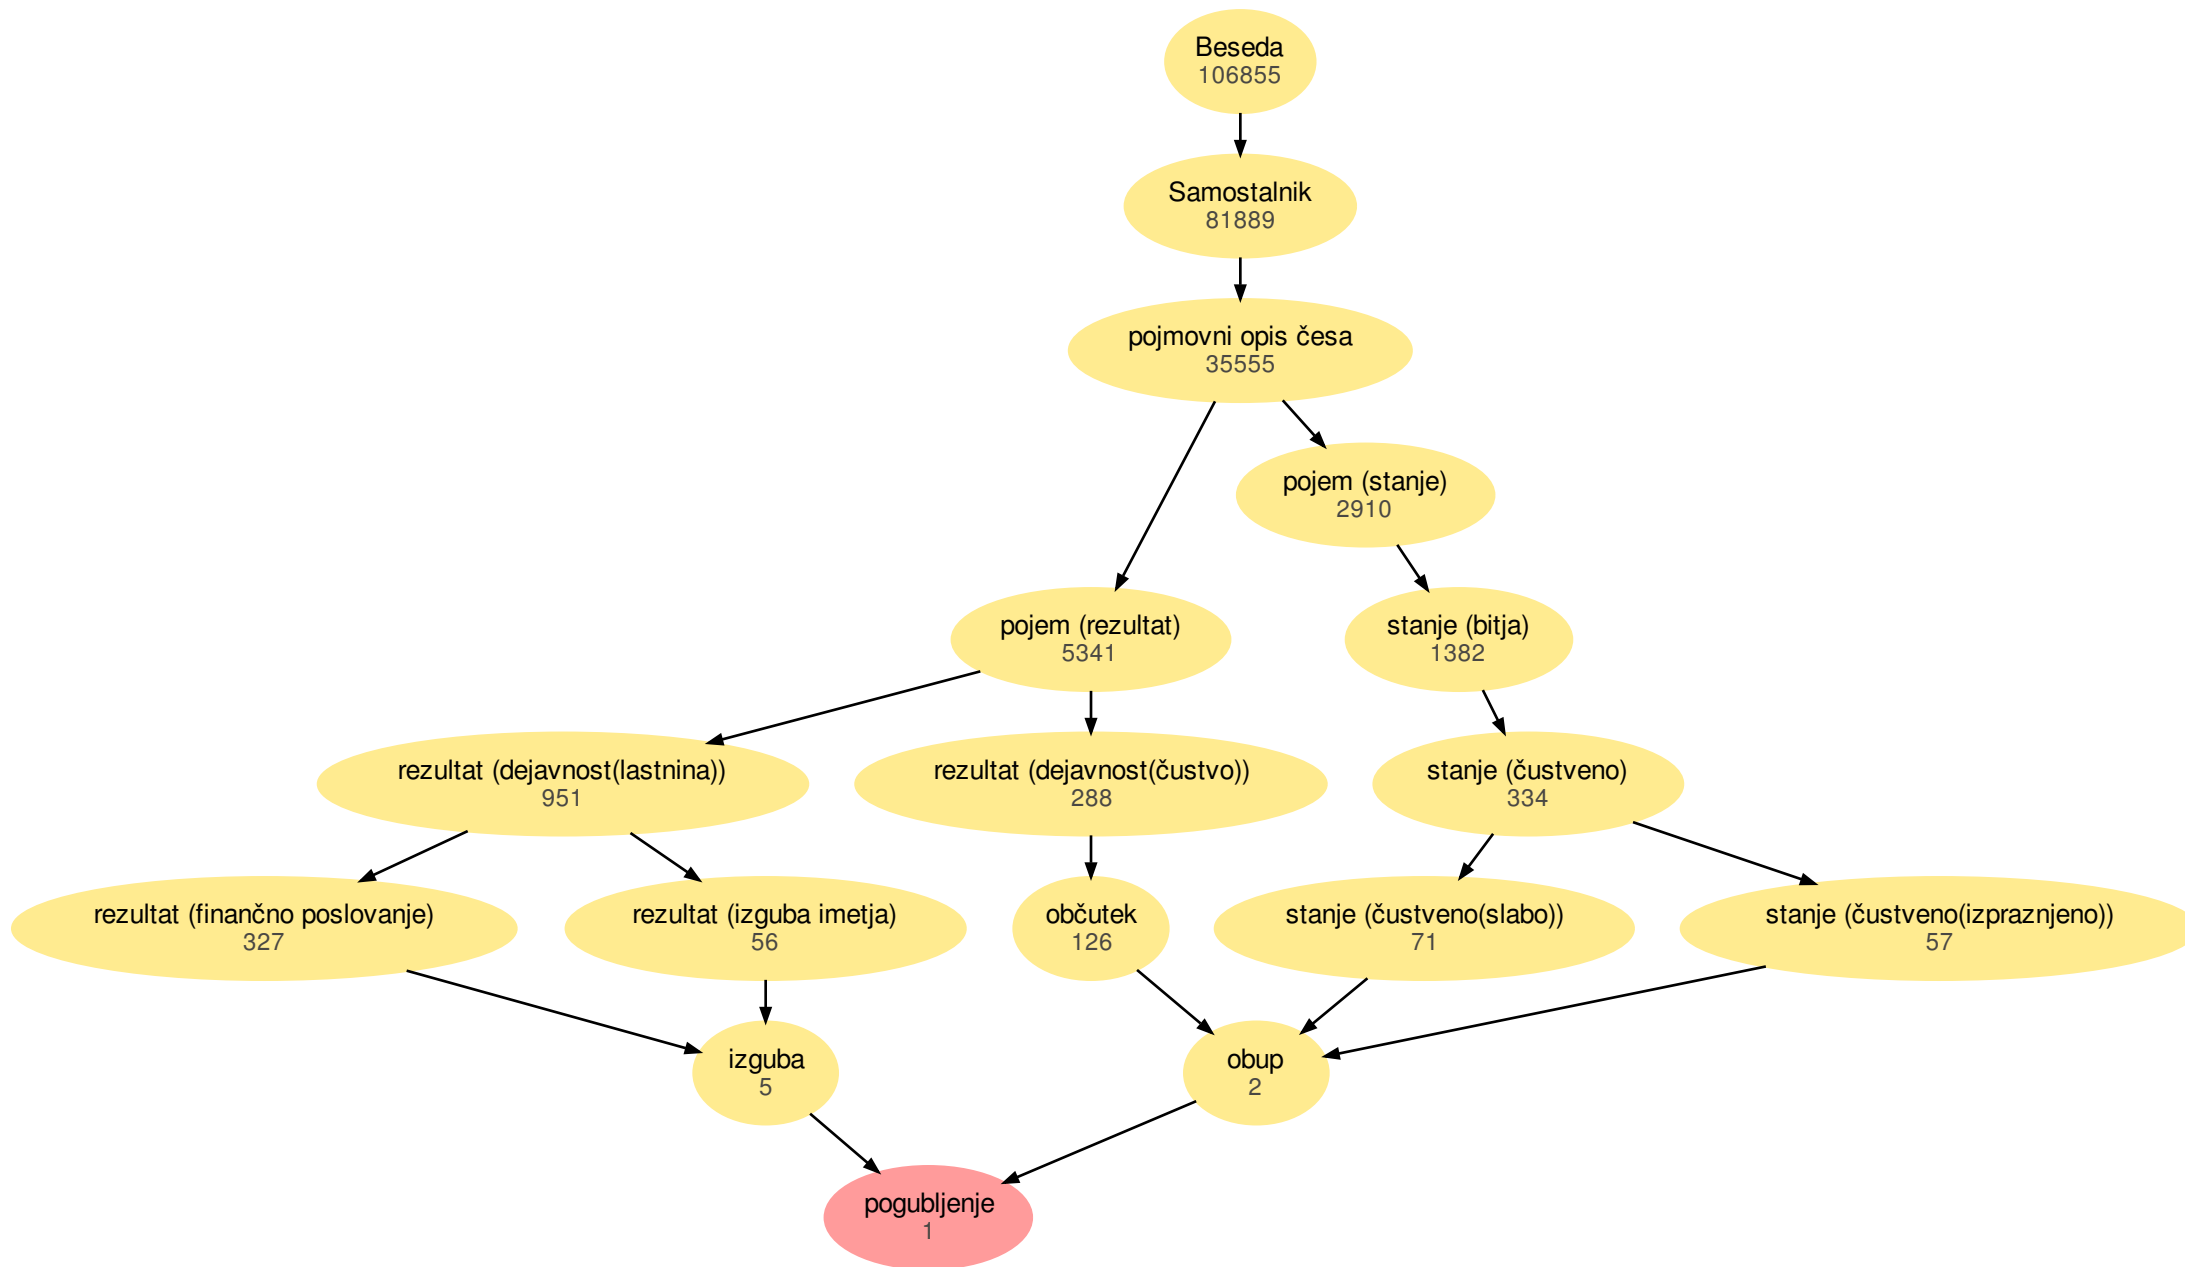 Beseda
106855
Samostalnik
81889
pojmovni opis česa
35555
pojem (stanje)
2910
pojem (rezultat)
5341
stanje (bitja)
1382
rezultat (dejavnost(lastnina))
951
rezultat (dejavnost(čustvo))
288
stanje (čustveno)
334
rezultat (finančno poslovanje)
327
rezultat (izguba imetja)
56
občutek
126
stanje (čustveno(slabo))
71
stanje (čustveno(izpraznjeno))
57
izguba
5
obup
2
pogubljenje
1